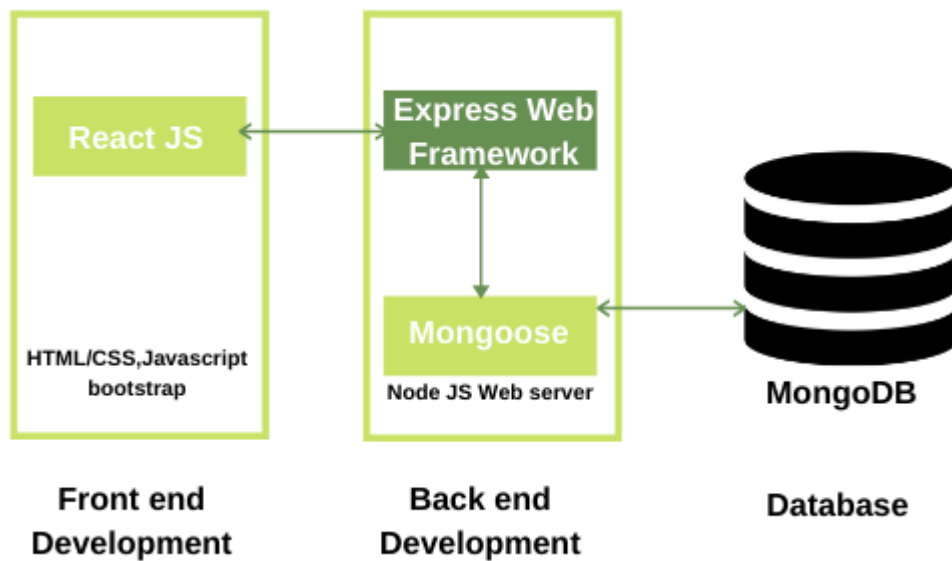 React JS
HTML/CSS,Javascript
bootstrap
Front end
Development
Express Web
Framework
Mongoose
Node JS Web server
Back end
Development
MongoDB
Database